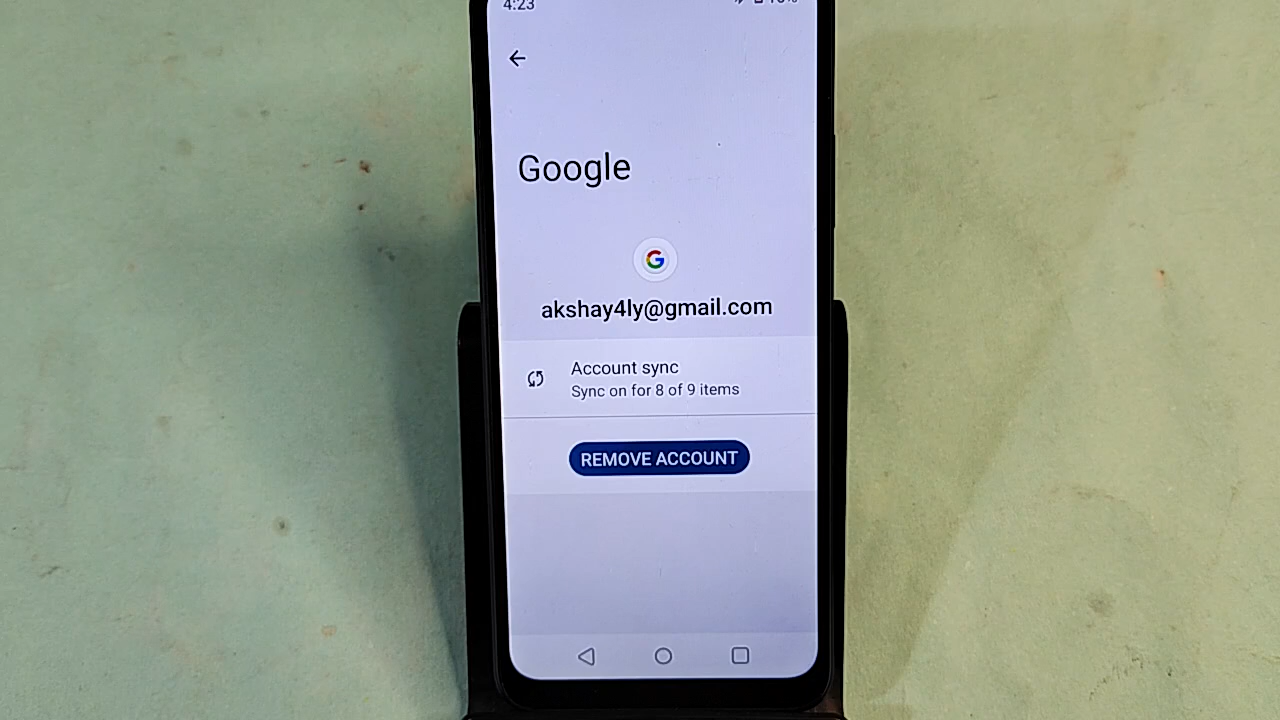 4:23
Google
akshay4ly@gmail.com
Account sync
Sync on for 8 of 9 items
REMOVE ACCOUNT